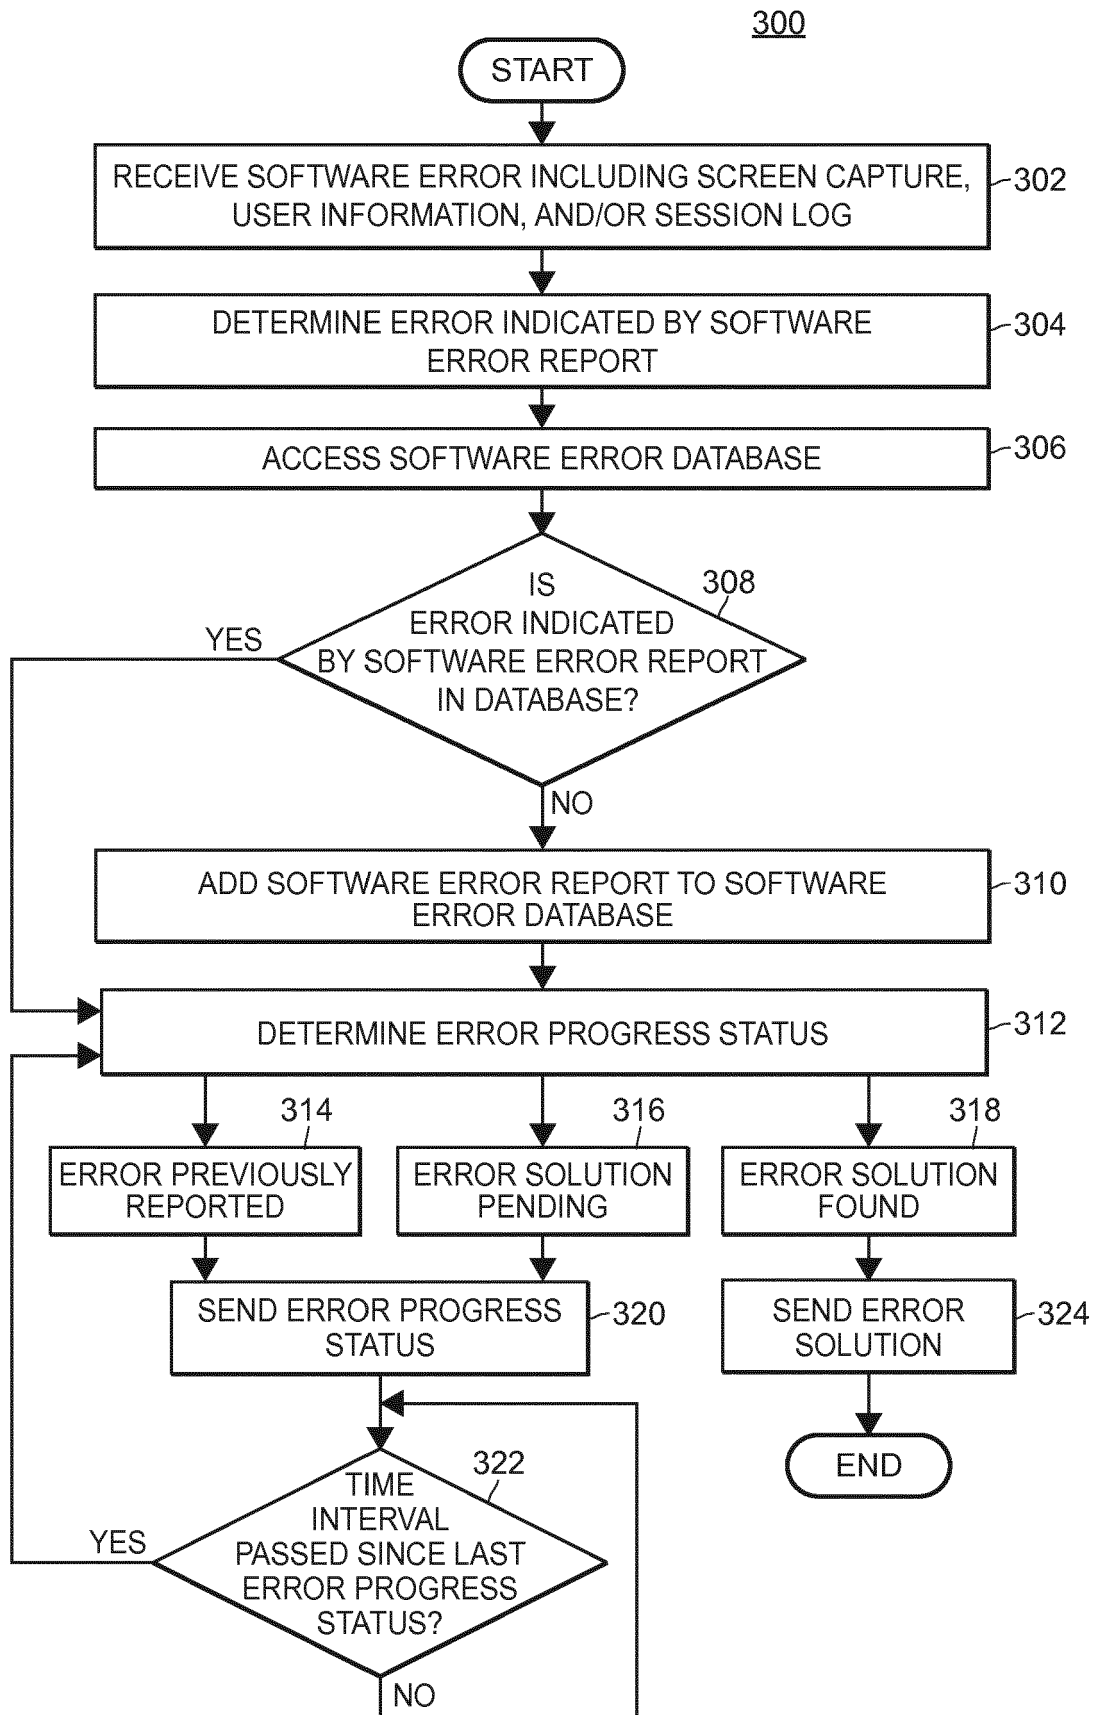 300
START
RECEIVE SOFTWARE ERROR INCLUDING SCREEN CAPTURE,
USER INFORMATION, AND/OR SESSION LOG
302
DETERMINE ERROR INDICATED BY SOFTWARE
ERROR REPORT
304
ACCESS SOFTWARE ERROR DATABASE
306
IS
ERROR INDICATED
BY SOFTWARE ERROR REPORT
IN DATABASE?
308
YES
NO
ADD SOFTWARE ERROR REPORT TO SOFTWARE
ERROR DATABASE
310
DETERMINE ERROR PROGRESS STATUS
312
314
ERROR PREVIOUSLY
REPORTED
316
ERROR SOLUTION
PENDING
318
ERROR SOLUTION
FOUND
SEND ERROR PROGRESS
STATUS
320
SEND ERROR
SOLUTION
324
END
TIME
INTERVAL
PASSED SINCE LAST
ERROR PROGRESS
STATUS?
322
YES
NO